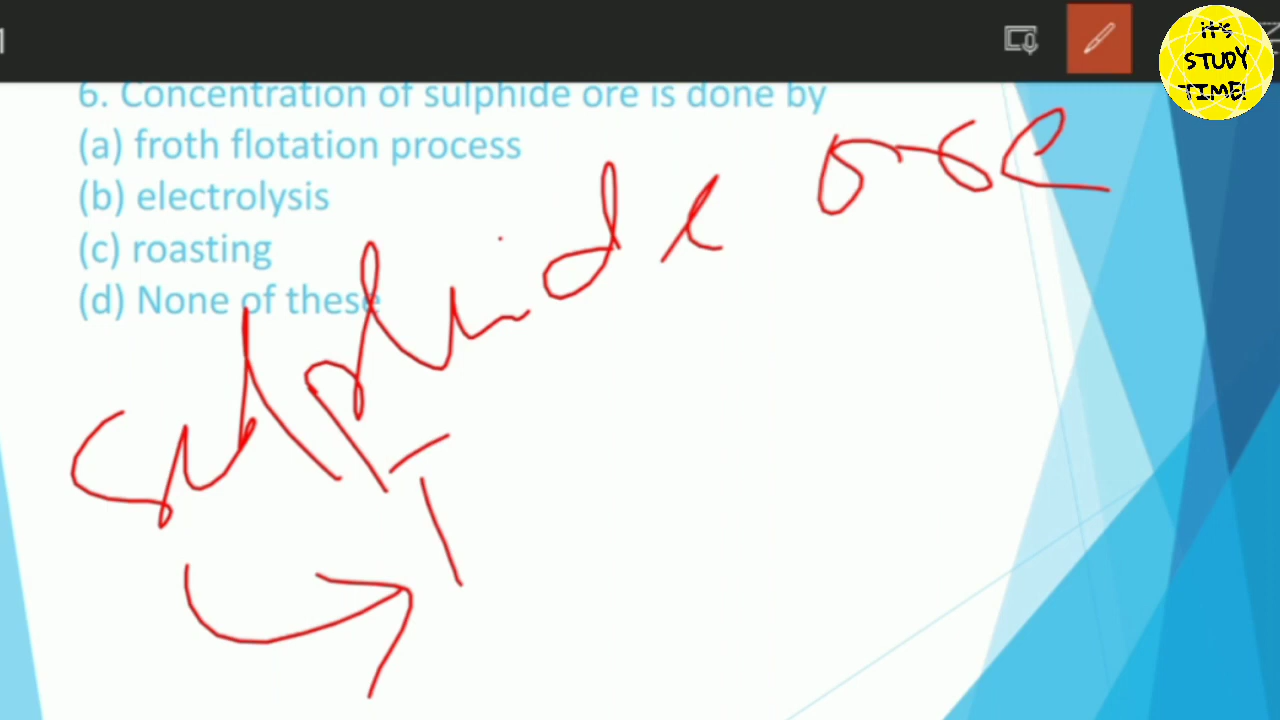 IT'S
STUDY
TIME!
6. Concentration of sulphide ore is done by
(a) froth flotation process
(b) electrolysis
(c) roasting
(d) None of these
Sulphide ore